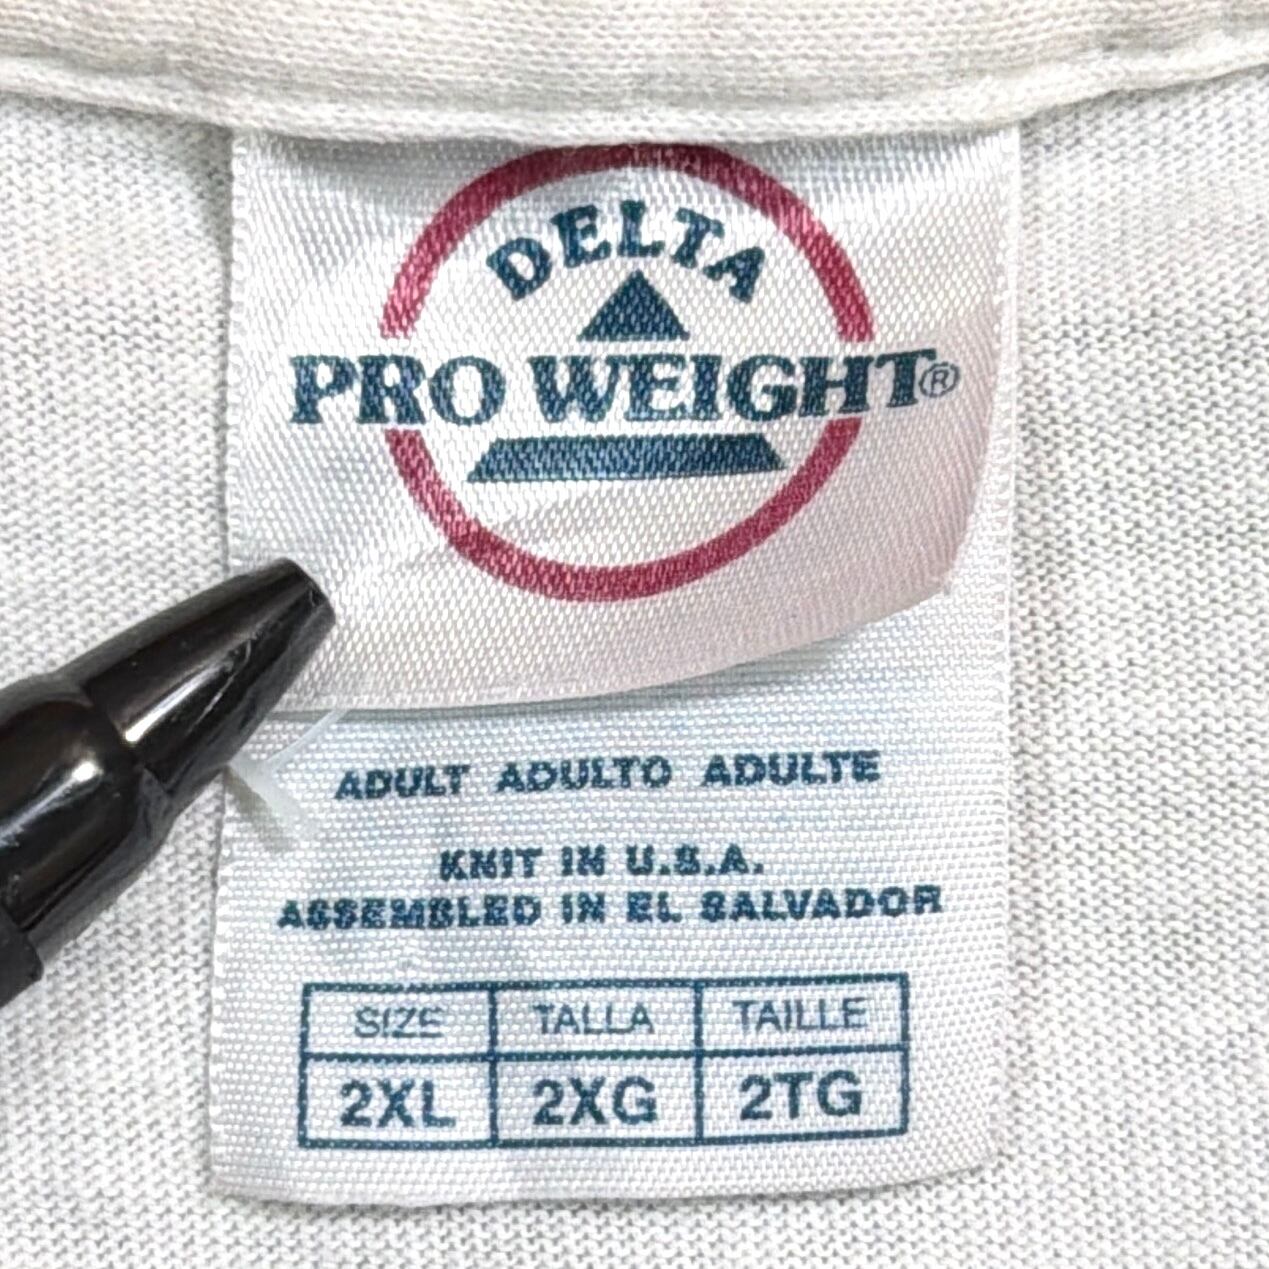 DELTA
PRO WEIGHT®
ADULT ADULTO ADULTE
KNIT IN U.S.A.
ASSEMBLED IN EL SALVADOR
SIZE TALLA TAILLE
2XL 2XG 2TG